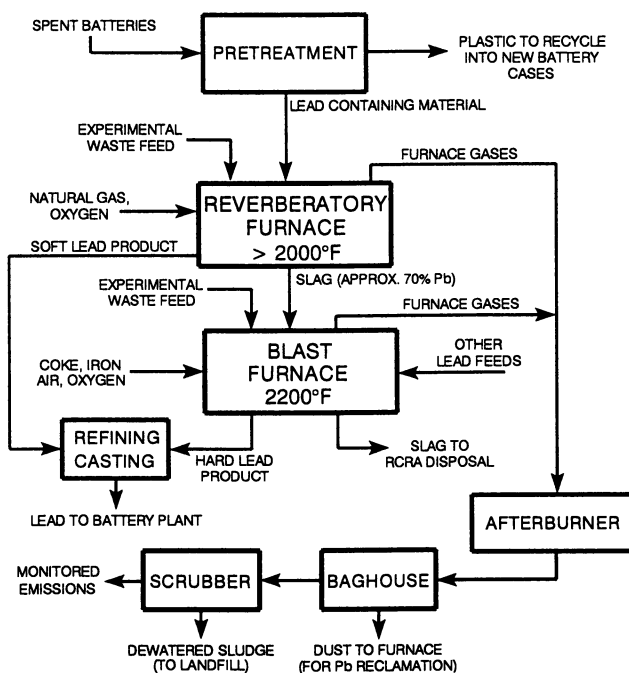 SPENT BATTERIES
PRETREATMENT
PLASTIC TO RECYCLE
INTO NEW BATTERY
CASES
LEAD CONTAINING MATERIAL
EXPERIMENTAL
WASTE FEED
FURNACE GASES
NATURAL GAS,
OXYGEN
REVERBERATORY
FURNACE
> 2000°F
SOFT LEAD PRODUCT
SLAG (APPROX. 70% Pb)
EXPERIMENTAL
WASTE FEED
FURNACE GASES
COKE, IRON
AIR, OXYGEN
BLAST
FURNACE
2200°F
OTHER
LEAD FEEDS
REFINING
CASTING
HARD LEAD
PRODUCT
SLAG TO
RCRA DISPOSAL
LEAD TO BATTERY PLANT
AFTERBURNER
MONITORED
EMISSIONS
SCRUBBER
BAGHOUSE
DEWATERED SLUDGE
(TO LANDFILL)
DUST TO FURNACE
(FOR Pb RECLAMATION)